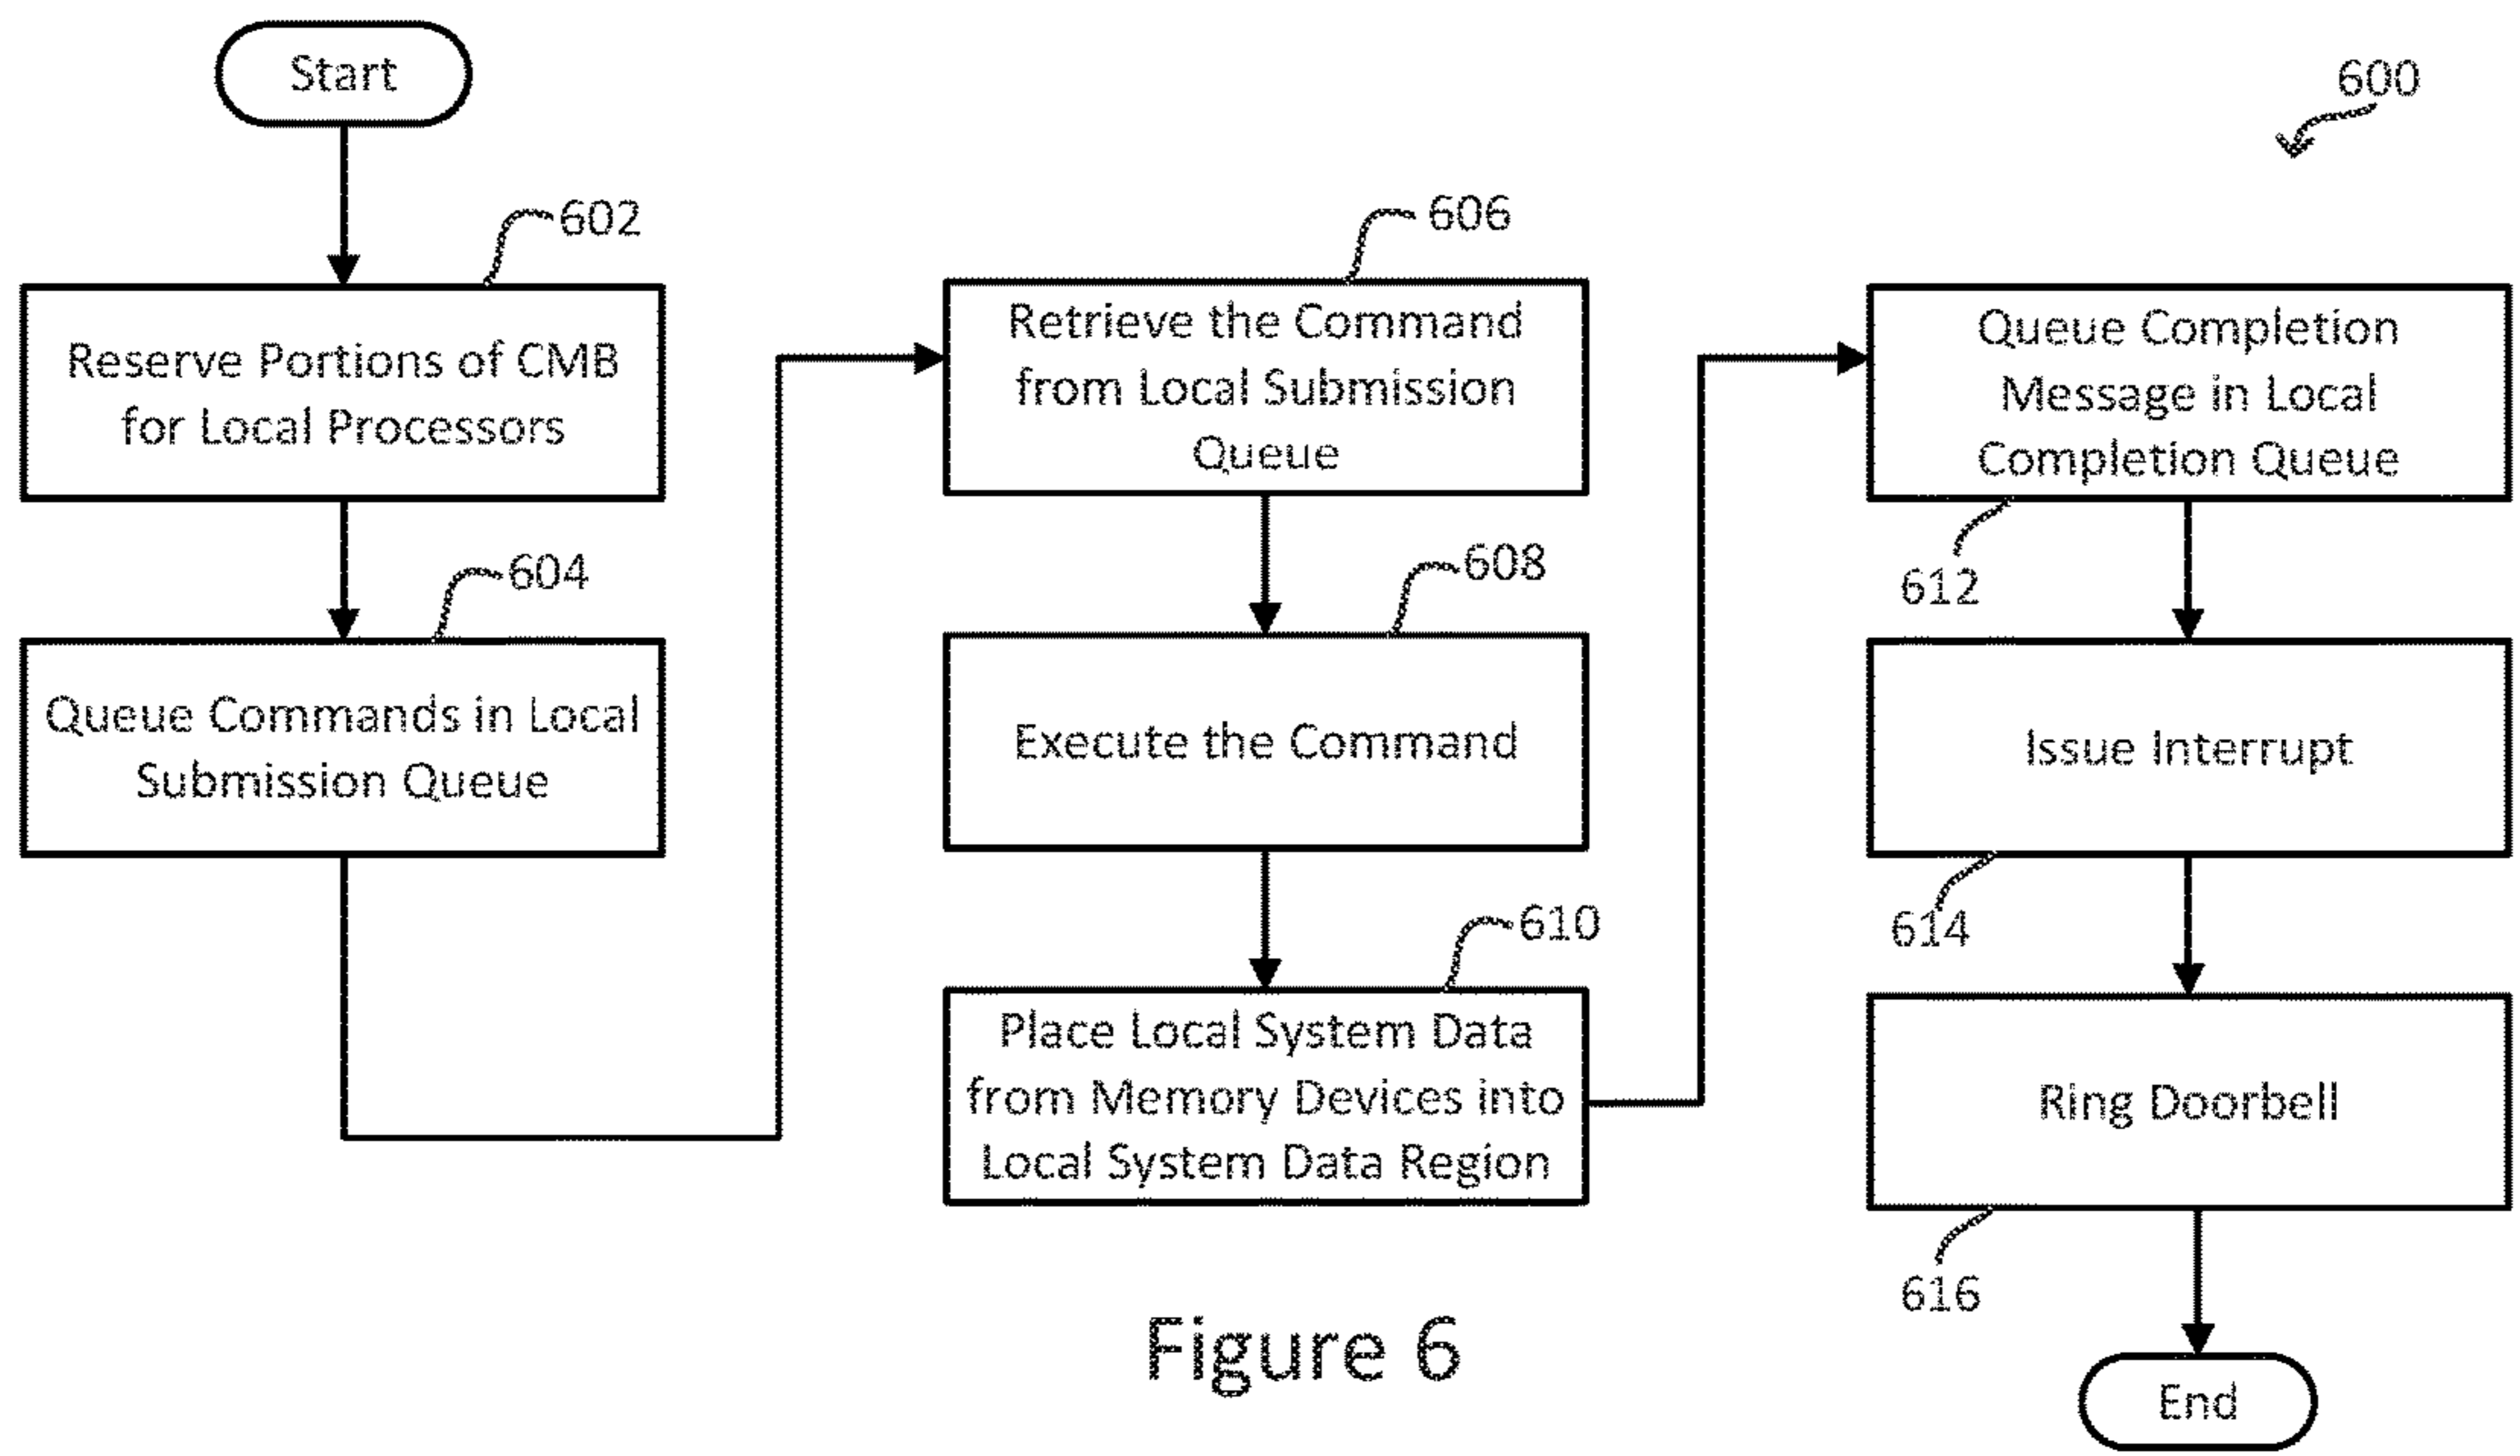 Start
600
602
Reserve Portions of CMB
for Local Processors
604
Queue Commands in Local
Submission Queue
606
Retrieve the Command
from Local Submission
Queue
608
Execute the Command
610
Place Local System Data
from Memory Devices into
Local System Data Region
Queue Completion
Message in Local
Completion Queue
612
Issue Interrupt
614
Ring Doorbell
616
End
Figure 6